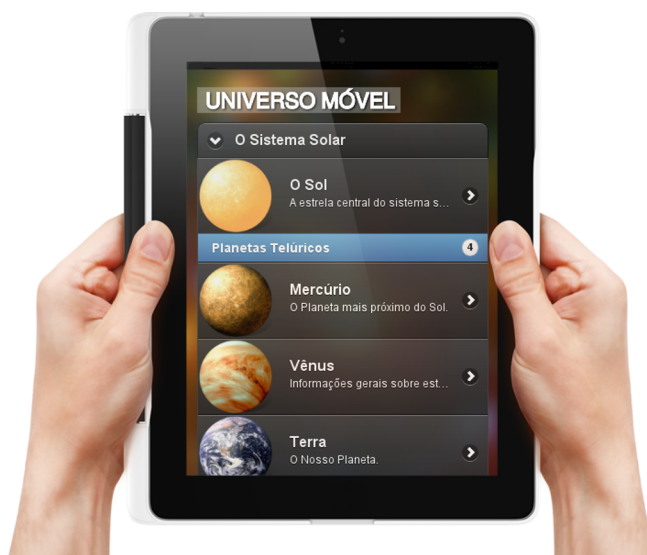 UNIVERSO MÓVEL
O Sistema Solar
O Sol
A estrela central do sistema s...
Planetas Telúricos
4
Mercúrio
O Planeta mais próximo do Sol.
Vênus
Informações gerais sobre est...
Terra
O Nosso Planeta.